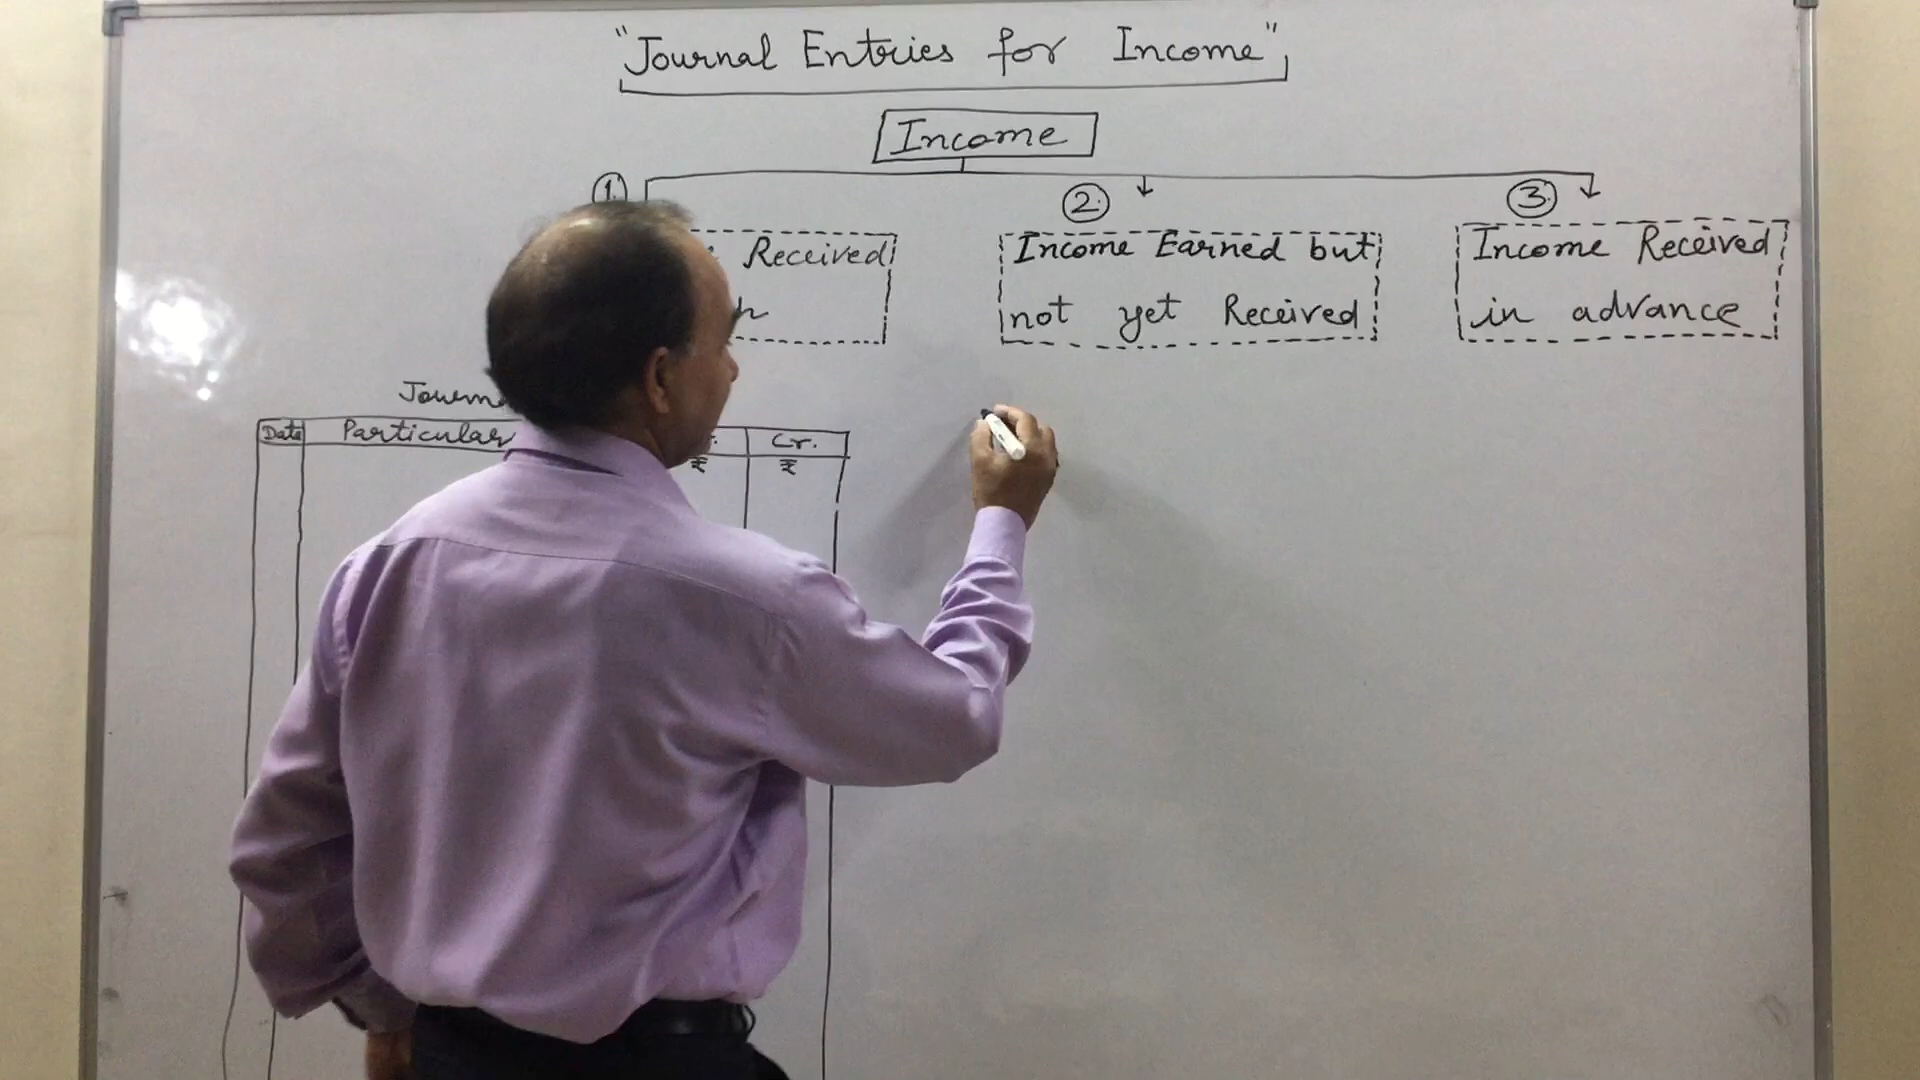 "Journal Entries for Income"
Income
1.
2.
3.
Received
Income Earned but
not yet Received
Income Received
in advance
Date Particular Cr.
₹ ₹